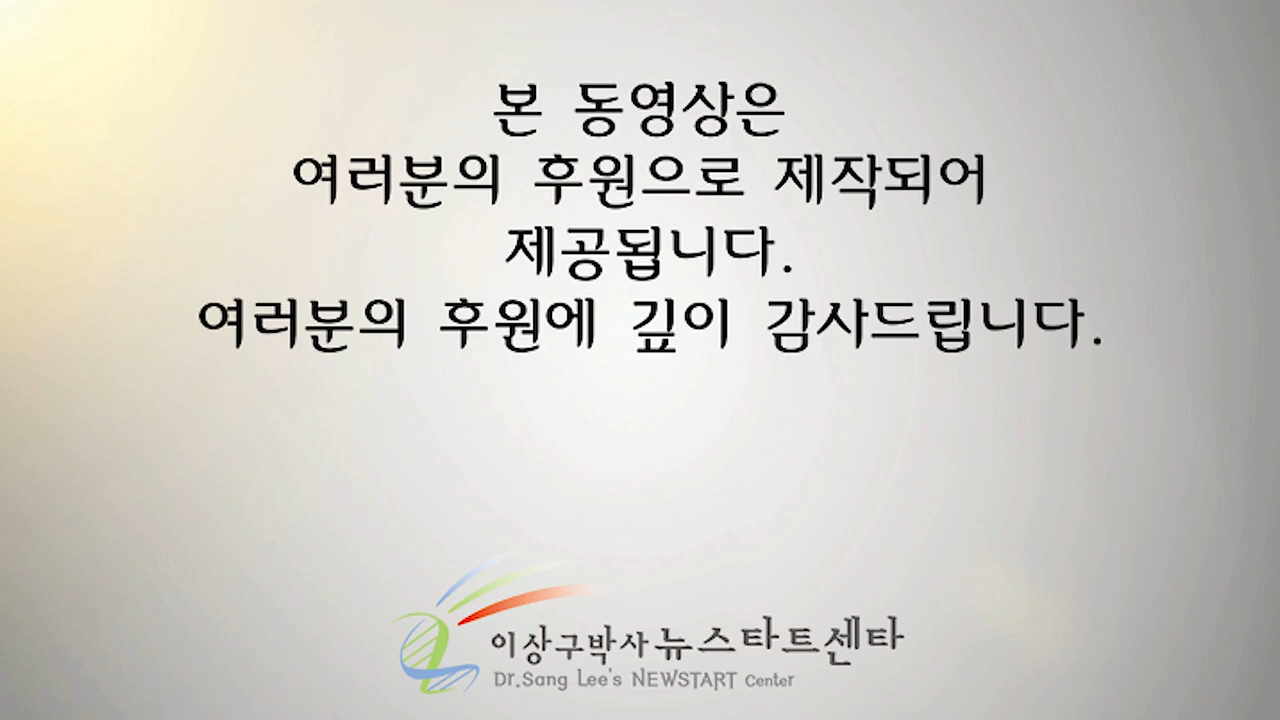 본 동영상은
여러분의 후원으로 제작되어
제공됩니다.
여러분의 후원에 깊이 감사드립니다.
이상구박사 뉴스타트센타
Dr.Sang Lee's NEWSTART Center